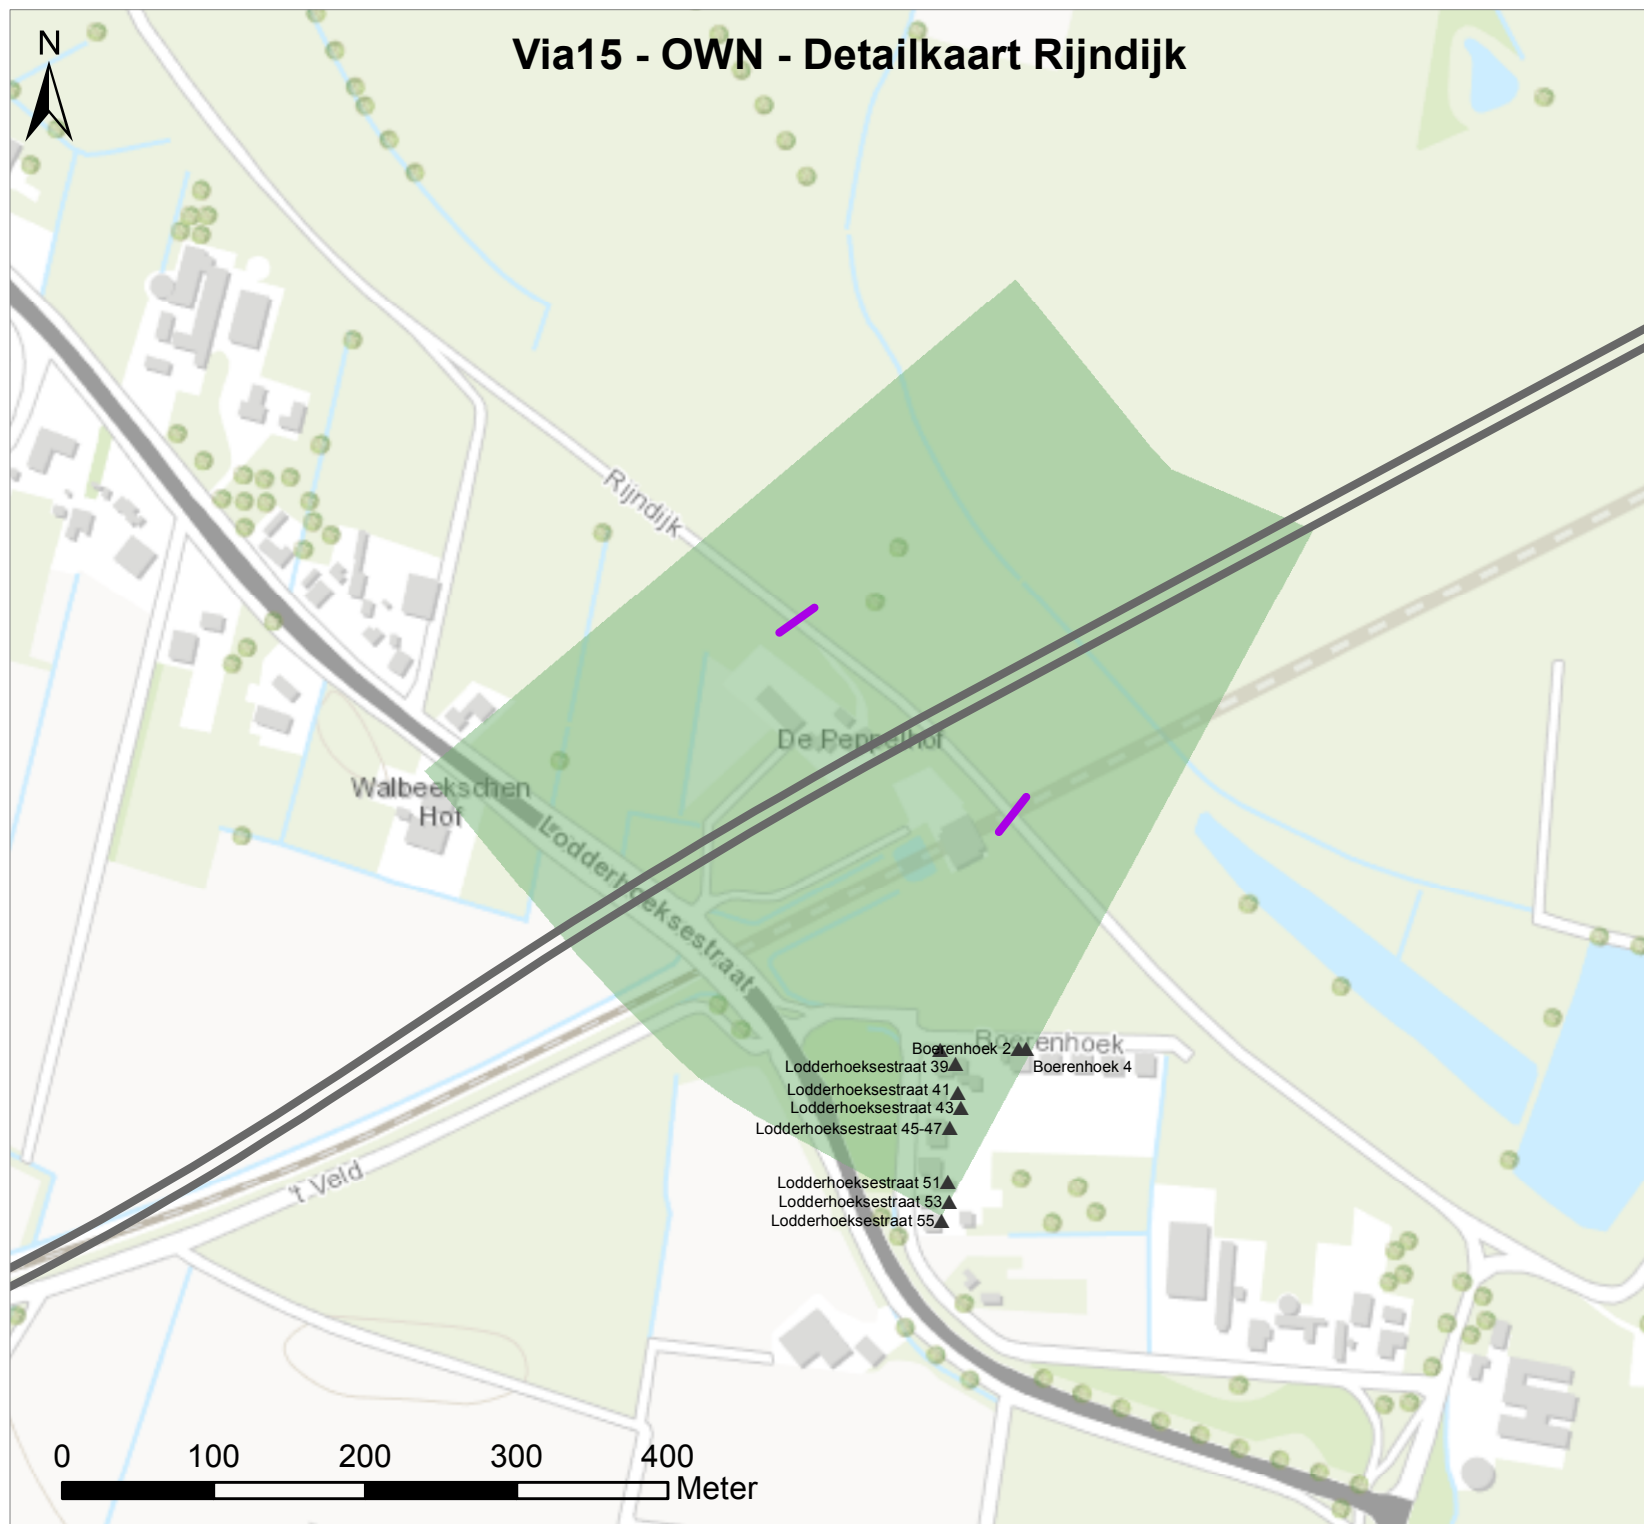 N
Via15 - OWN - Detailkaart Rijndijk
Rijndijk
De Peppelhof
Walbeekschen
Hof
Lodderhoeksestraat
Boerenhoek
Boerenhoek 2
Lodderhoeksestraat 39
Boerenhoek 4
Lodderhoeksestraat 41
Lodderhoeksestraat 43
Lodderhoeksestraat 45-47
't Veld
Lodderhoeksestraat 51
Lodderhoeksestraat 53
Lodderhoeksestraat 55
0 100 200 300 400
Meter